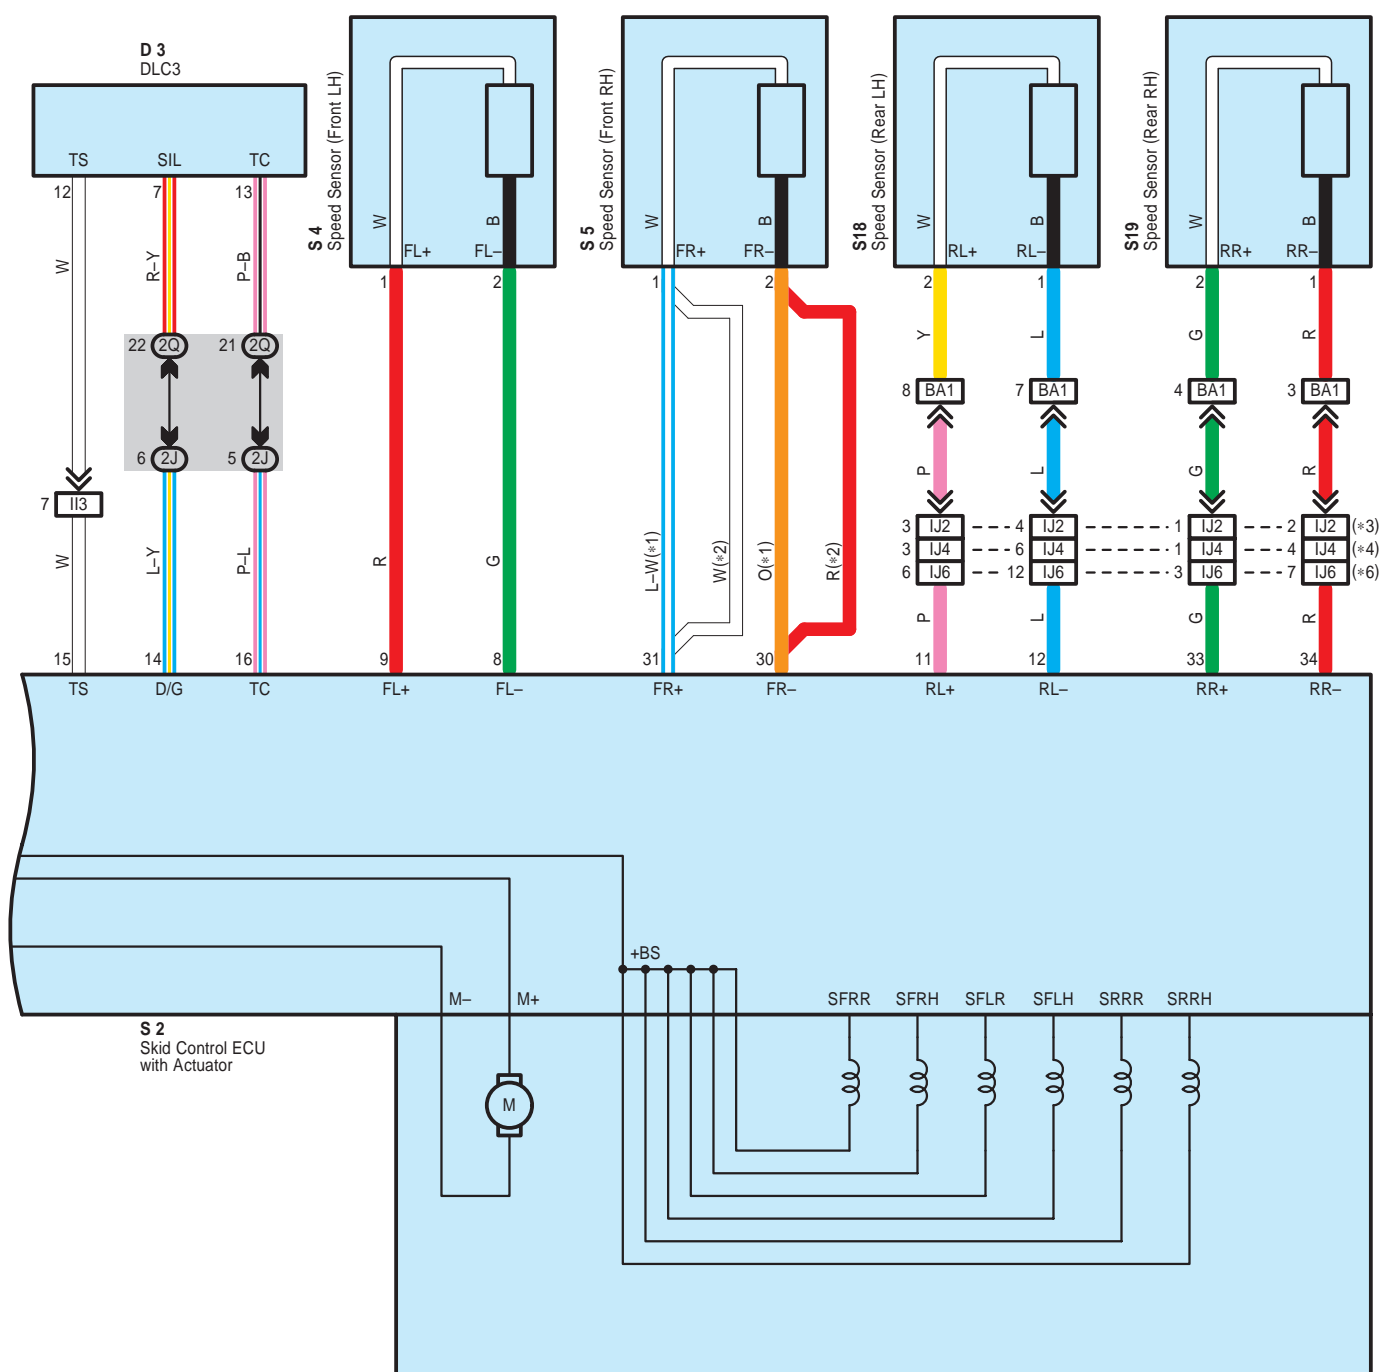 D 3
DLC3
TS SIL TC
12 7 13
W R–Y P–B
22 2Q 21 2Q
6 2J 5 2J
7 II3
W L–Y P–L
15 14 16
TS D/G TC
S 4
Speed Sensor (Front LH)
W B
FL+ FL–
1 2
R G
9 8
FL+ FL–
S 5
Speed Sensor (Front RH)
W B
FR+ FR–
1 2
L–W(∗1) W(∗2) O(∗1) R(∗2)
31 30
FR+ FR–
S18
Speed Sensor (Rear LH)
W B
RL+ RL–
2 1
Y L
8 BA1 7 BA1
P L
S19
Speed Sensor (Rear RH)
W B
RR+ RR–
2 1
G R
4 BA1 3 BA1
G R
3 IJ2 4 IJ2 1 IJ2 2 IJ2 (∗3)
3 IJ4 6 IJ4 1 IJ4 4 IJ4 (∗4)
6 IJ6 12 IJ6 3 IJ6 7 IJ6 (∗6)
P L G R
11 12 33 34
RL+ RL– RR+ RR–
+BS
M– M+ SFRR SFRH SFLR SFLH SRRR SRRH
S 2
Skid Control ECU
with Actuator
M